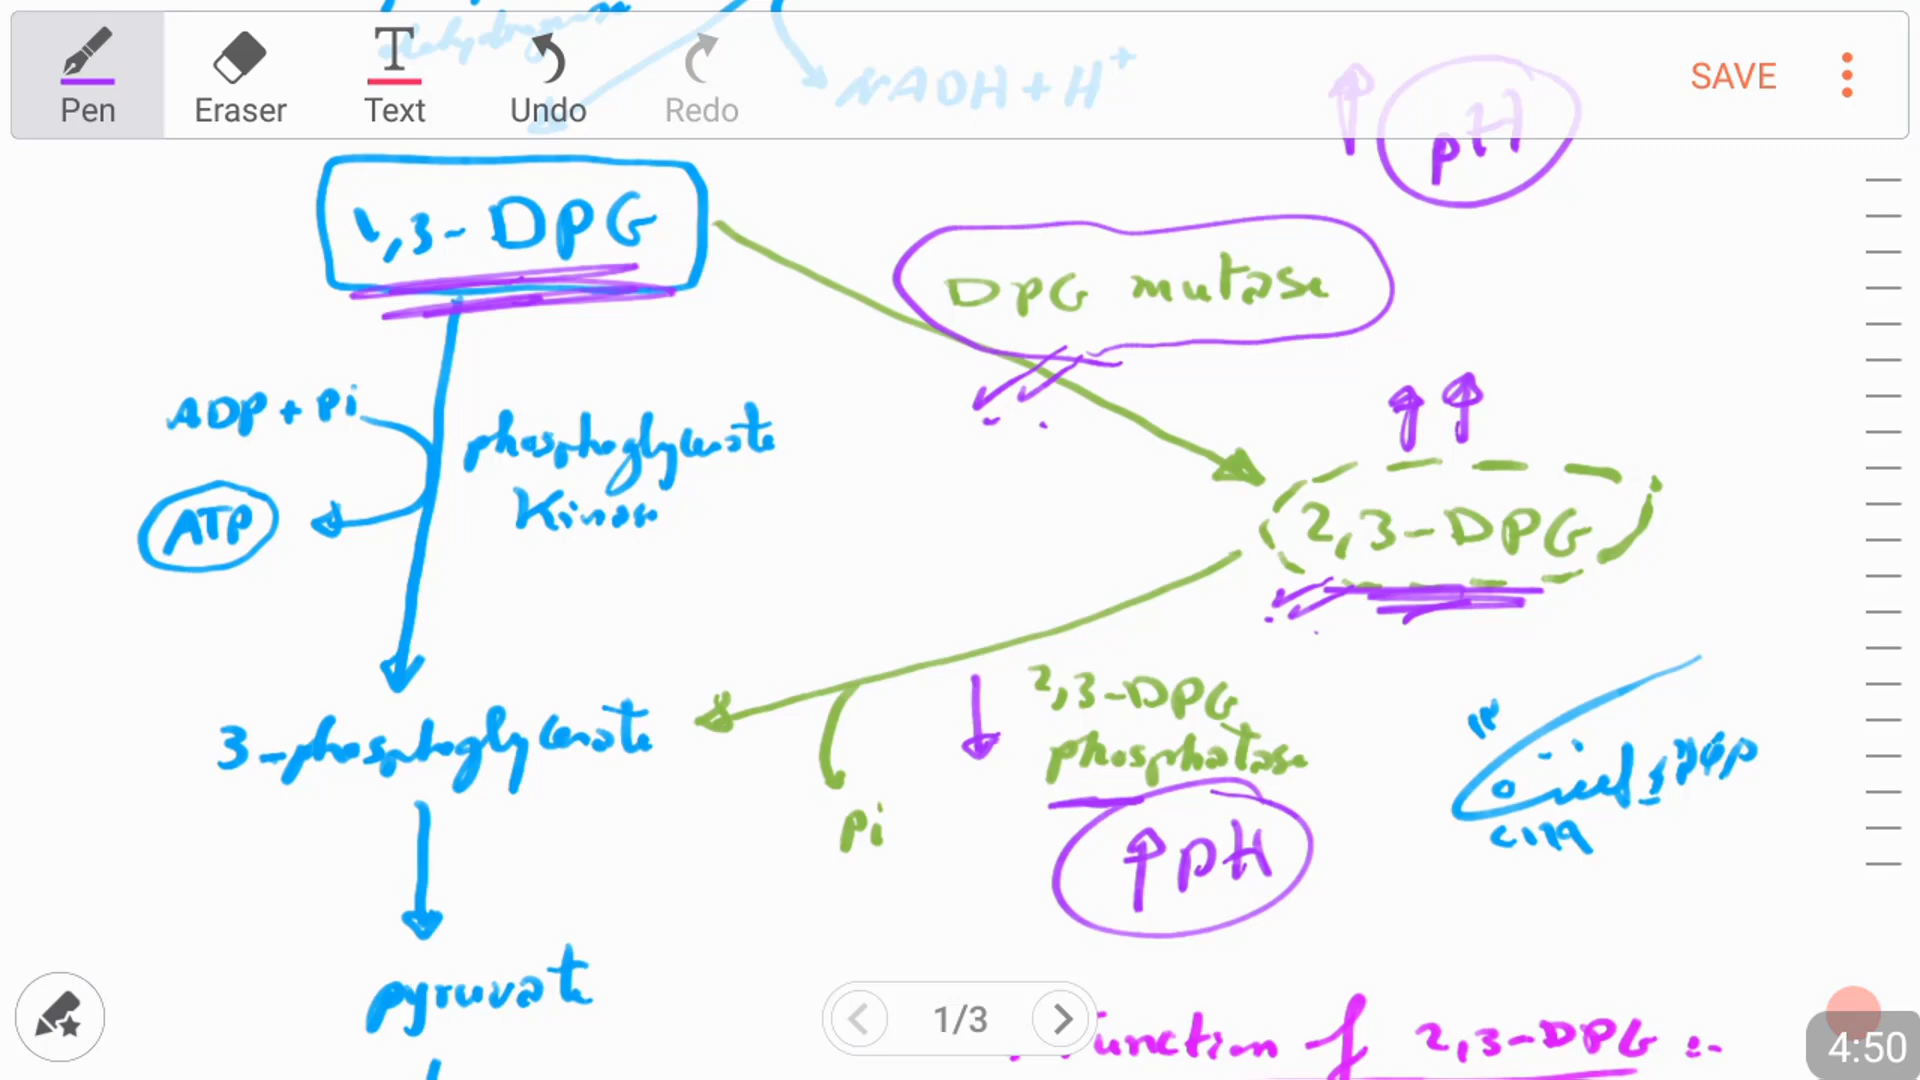 Pen
Eraser
Text
Undo
Redo
SAVE
NADH + H+
pH
1,3-DPG
DPG mutase
ADP + Pi
phosphoglycerate
Kinase
ATP
2,3-DPG
3-phosphoglycerate
2,3-DPG
phosphatase
Pi
↑ pH
pyruvate
1/3
Function of 2,3-DPG :-
4:50